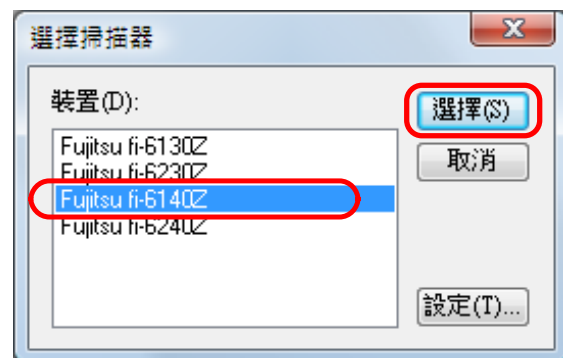 選擇掃描器
裝置(D):
選擇(S)
Fujitsu fi-6130Z
取消
Fujitsu fi-6230Z
Fujitsu fi-6140Z
Fujitsu fi-6240Z
設定(T)...